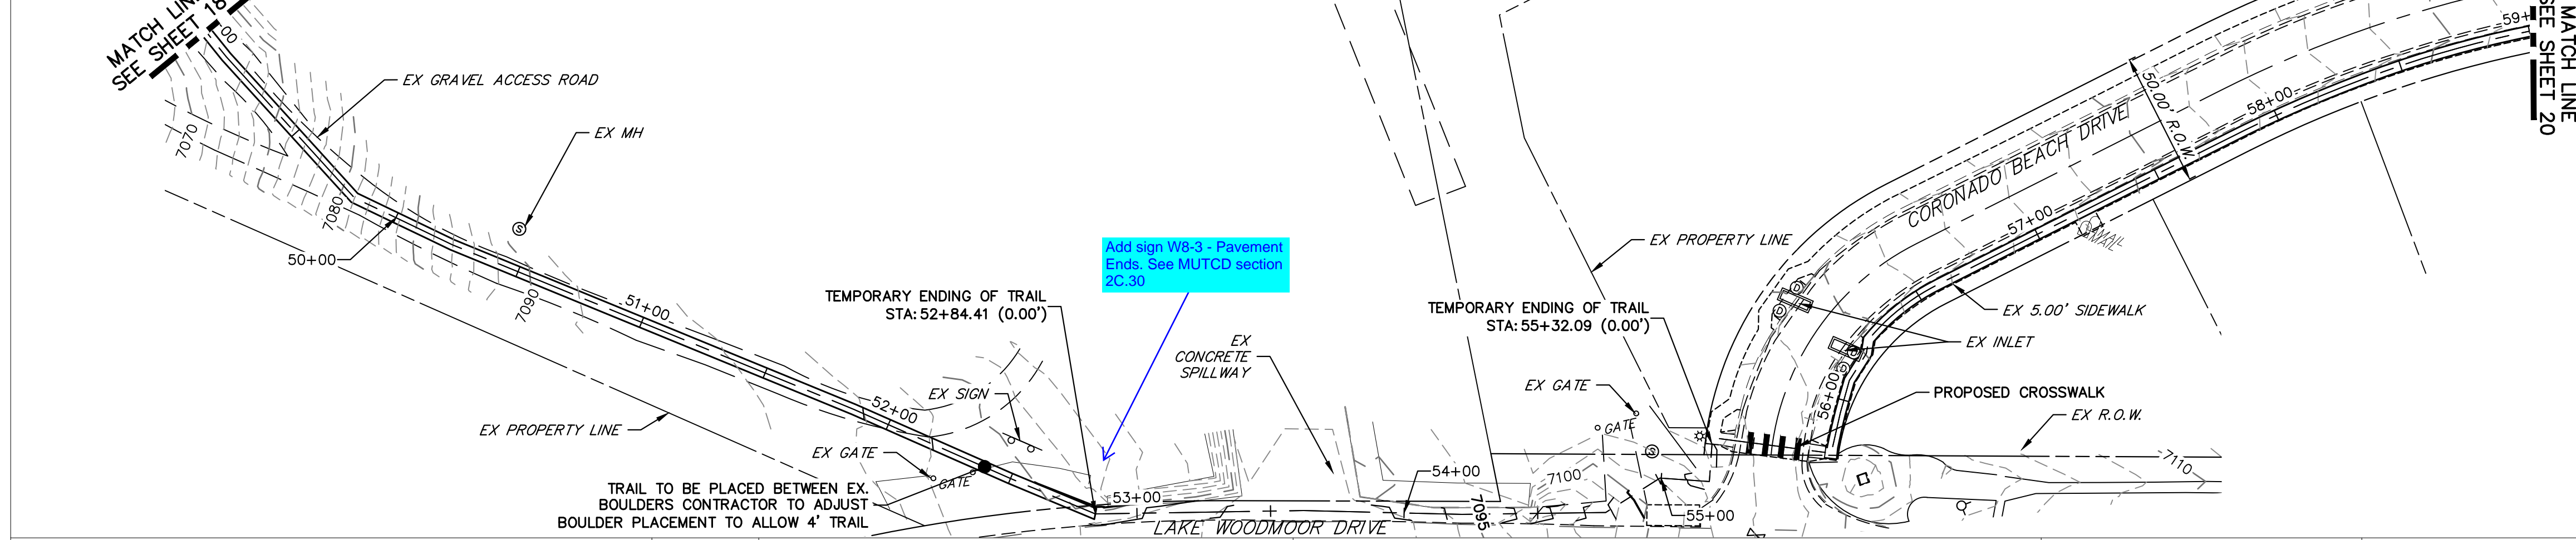 MATCH LINE
SEE SHEET 18
00
EX GRAVEL ACCESS ROAD
EX MH
S
7070
7080
50+00
7090
51+00
EX PROPERTY LINE
52+00
EX SIGN
EX GATE
GATE
TRAIL TO BE PLACED BETWEEN EX.
BOULDERS CONTRACTOR TO ADJUST
BOULDER PLACEMENT TO ALLOW 4' TRAIL
TEMPORARY ENDING OF TRAIL
STA: 52+84.41 (0.00')
Add sign W8-3 - Pavement
Ends. See MUTCD section
2C.30
53+00
EX
CONCRETE
SPILLWAY
LAKE WOODMOOR DRIVE
54+00
7095
7100
55+00
TEMPORARY ENDING OF TRAIL
STA: 55+32.09 (0.00')
EX GATE
GATE
S
EX PROPERTY LINE
CORONADO BEACH DRIVE
50.00' R.O.W.
56+00
57+00
58+00
59+
MAIL
MAIL
D
D
D
D
EX 5.00' SIDEWALK
EX INLET
PROPOSED CROSSWALK
EX R.O.W.
7110
MATCH LINE
SEE SHEET 20